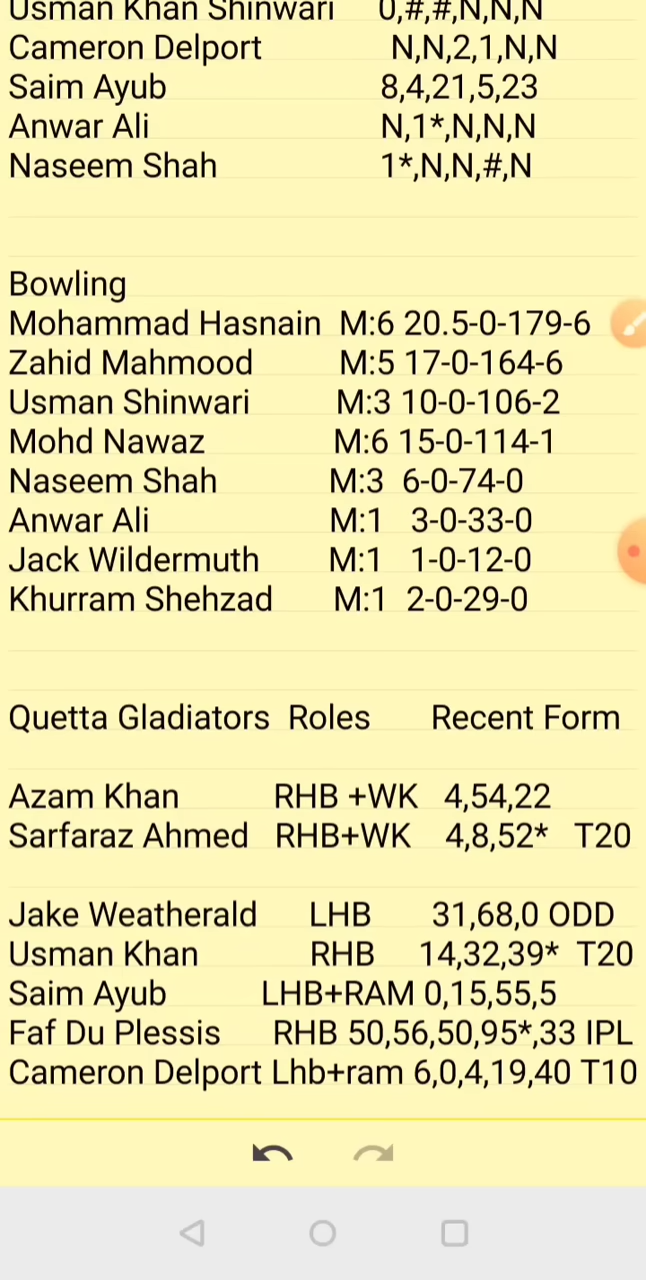 Usman Khan Shinwari 0,#,#,N,N,N
Cameron Delport N,N,2,1,N,N
Saim Ayub 8,4,21,5,23
Anwar Ali N,1*,N,N,N
Naseem Shah 1*,N,N,#,N
Bowling
Mohammad Hasnain M:6 20.5-0-179-6
Zahid Mahmood M:5 17-0-164-6
Usman Shinwari M:3 10-0-106-2
Mohd Nawaz M:6 15-0-114-1
Naseem Shah M:3 6-0-74-0
Anwar Ali M:1 3-0-33-0
Jack Wildermuth M:1 1-0-12-0
Khurram Shehzad M:1 2-0-29-0
Quetta Gladiators Roles Recent Form
Azam Khan RHB +WK 4,54,22
Sarfaraz Ahmed RHB+WK 4,8,52* T20
Jake Weatherald LHB 31,68,0 ODD
Usman Khan RHB 14,32,39* T20
Saim Ayub LHB+RAM 0,15,55,5
Faf Du Plessis RHB 50,56,50,95*,33 IPL
Cameron Delport Lhb+ram 6,0,4,19,40 T10